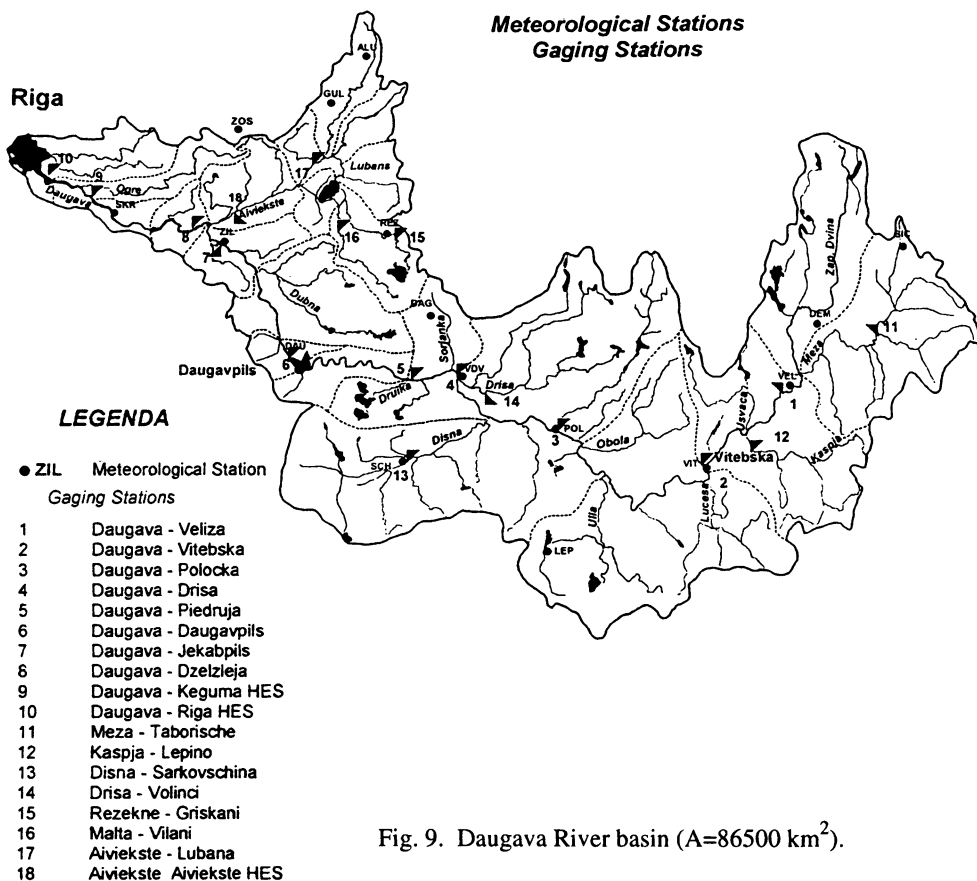 Meteorological Stations
Gaging Stations
ALU
Riga
GUL
ZOS
10
17
Lubans
9
Ogre
Daugava
SKR
18
Aiviekste
8
ZIL
7
16
REZ
15
SIC
Zap. Dvina
Dubna
DAG
Sorjanka
DEM
Meza
11
DAU
Daugavpils
6
5
VDV
4
Drisa
14
Druika
VEL
1
Usvaca
LEGENDA
Disna
3
POL
Obola
12
Kaspla
SCH
13
VIT
Vitebska
2
Lucesa
Ulla
LEP
ZIL Meteorological Station
Gaging Stations
1 Daugava - Veliza
2 Daugava - Vitebska
3 Daugava - Polocka
4 Daugava - Drisa
5 Daugava - Piedruja
6 Daugava - Daugavpils
7 Daugava - Jekabpils
8 Daugava - Dzelzleja
9 Daugava - Keguma HES
10 Daugava - Riga HES
11 Meza - Taborische
12 Kaspja - Lepino
13 Disna - Sarkovschina
14 Drisa - Volinci
15 Rezekne - Griskani
16 Malta - Vilani
17 Aiviekste - Lubana
18 Aiviekste Aiviekste HES
Fig. 9. Daugava River basin (A=86500 km²).